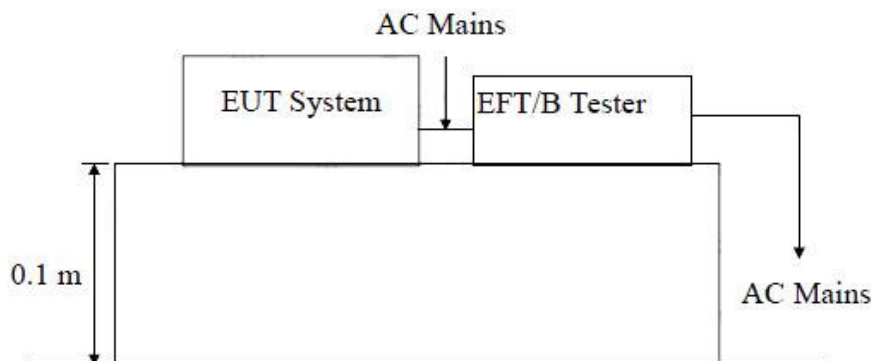 AC Mains
EUT System
EFT/B Tester
0.1 m
AC Mains